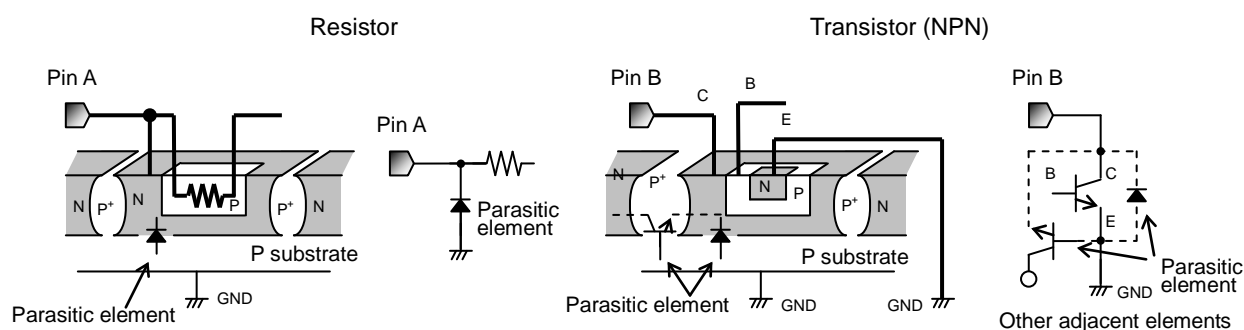 Resistor
Pin A
N
P+
N
P
P+
N
P substrate
GND
Parasitic element
Pin A
Parasitic
element
Transistor (NPN)
Pin B
C
B
E
N
P+
N
P
P+
N
P substrate
Parasitic element
GND
GND
Pin B
B
C
E
Parasitic
element
GND
Other adjacent elements